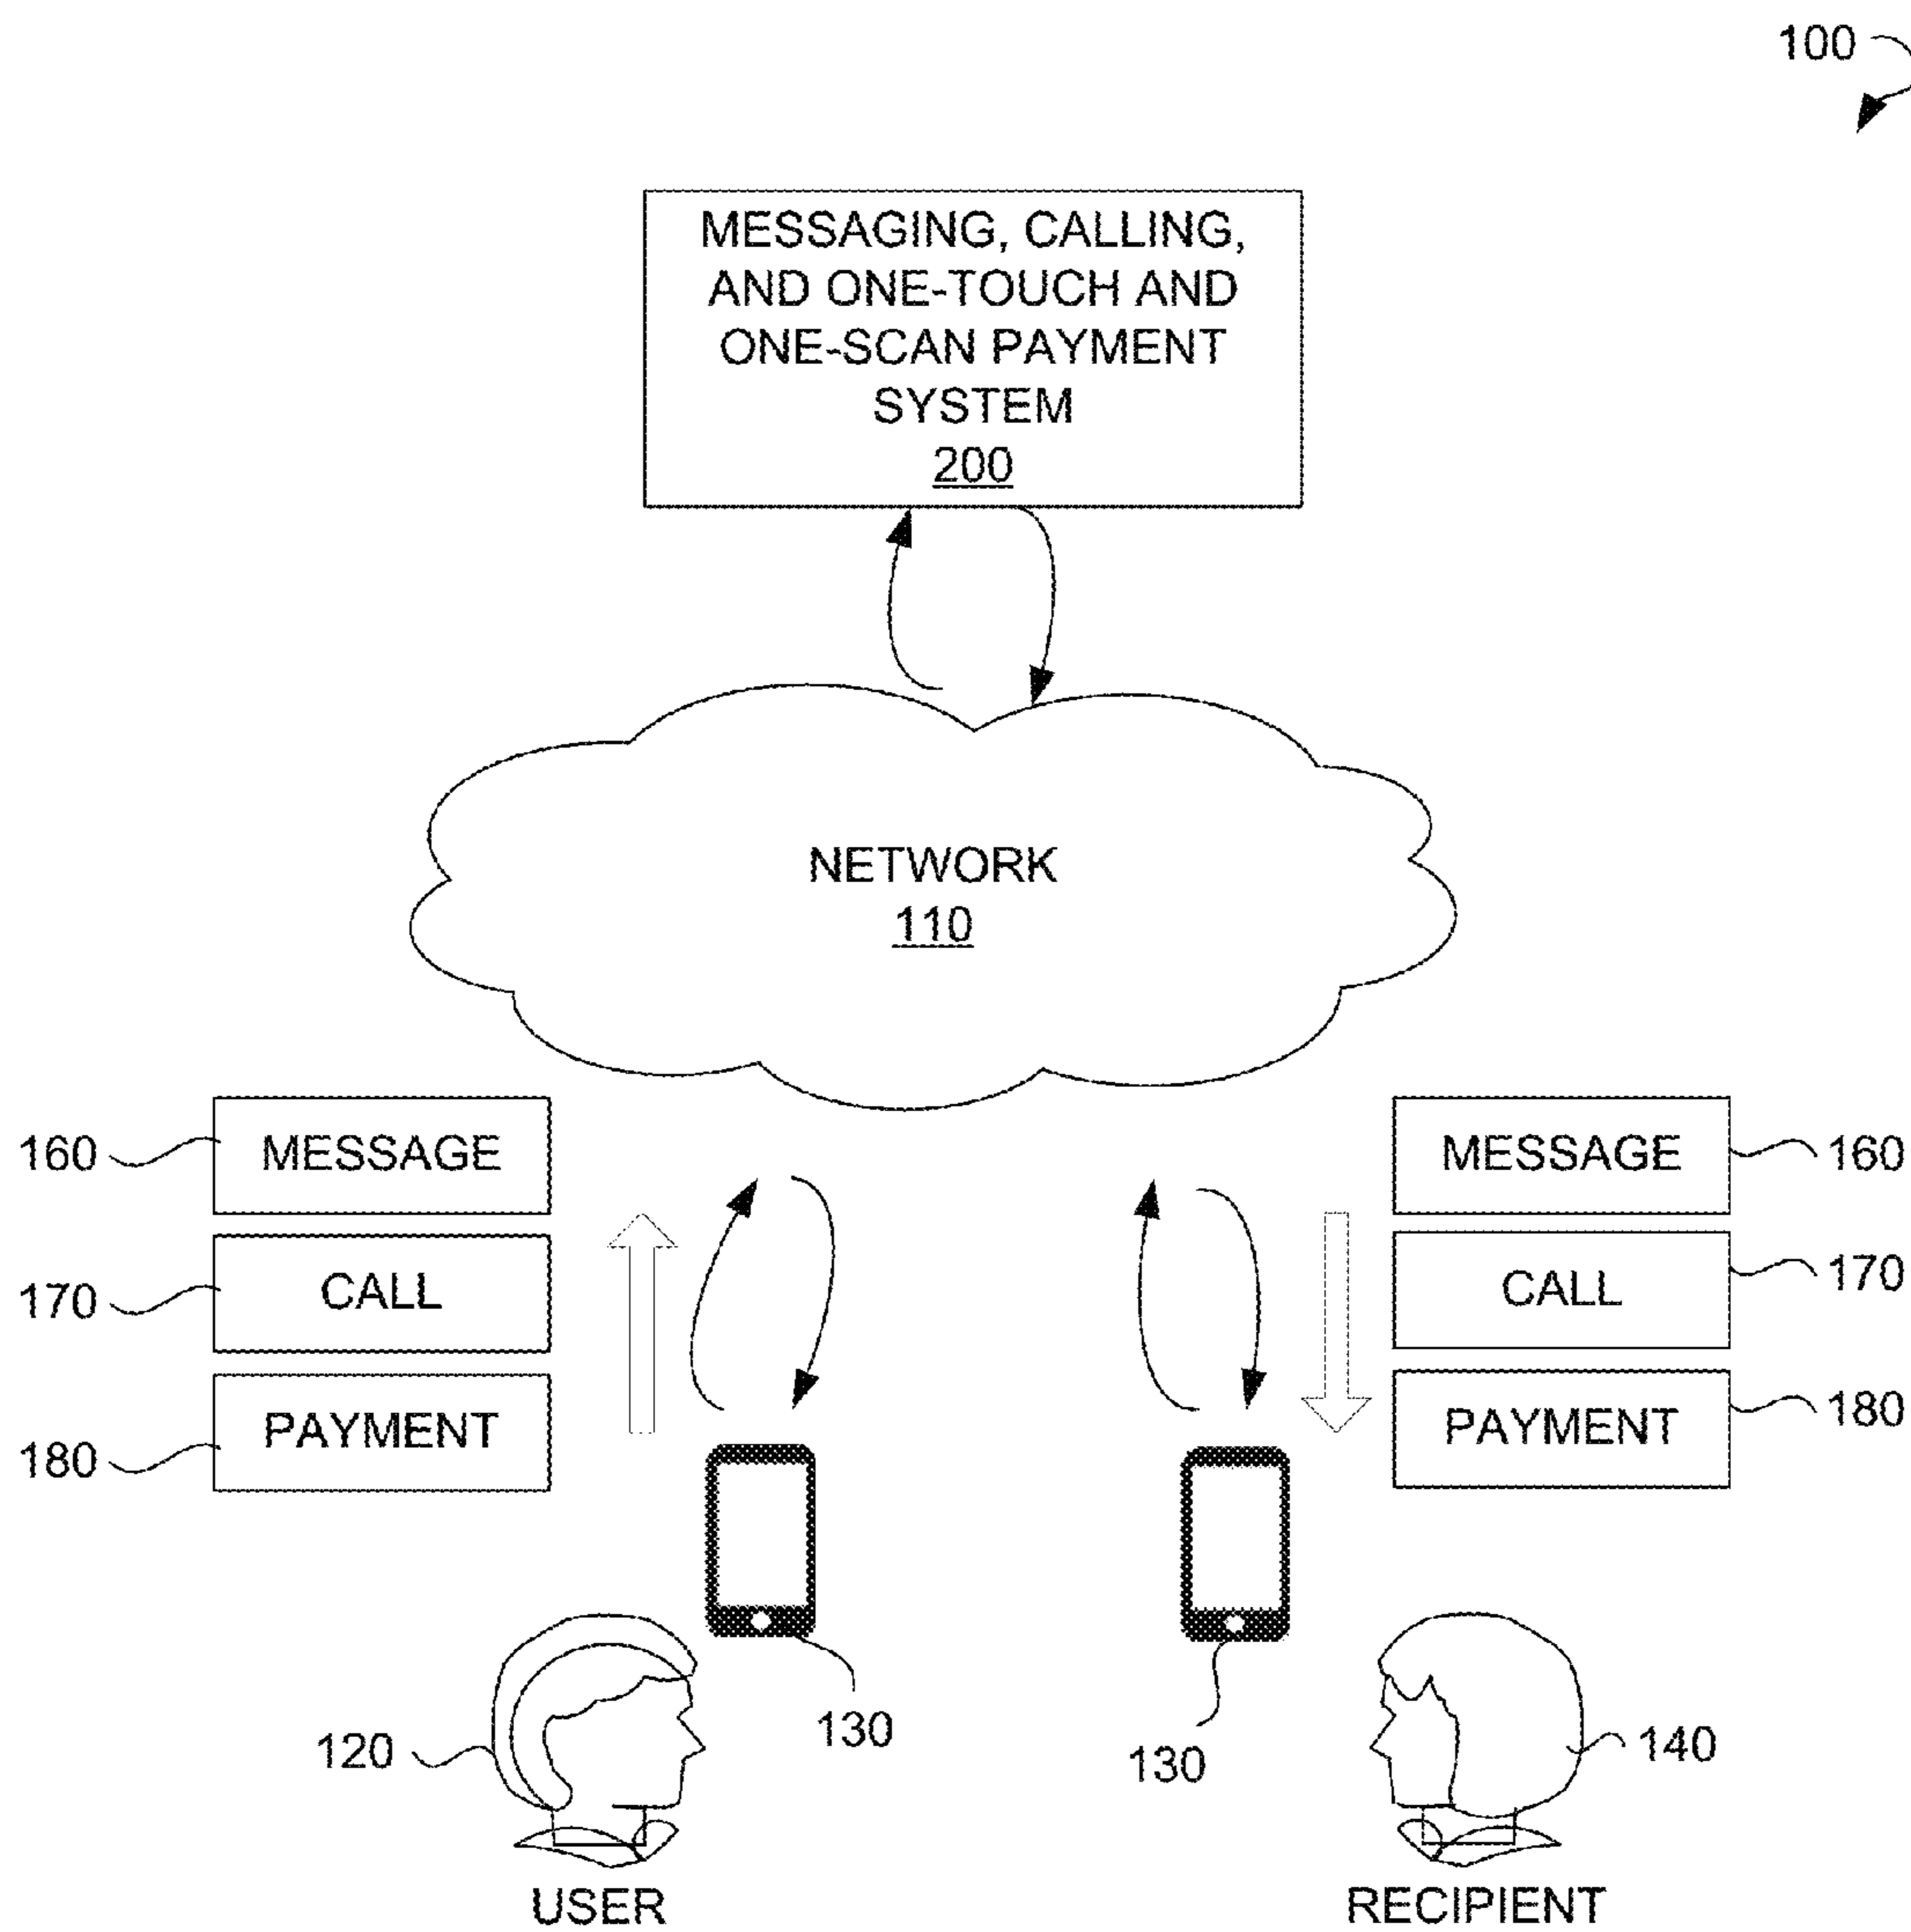 100
MESSAGING, CALLING,
AND ONE-TOUCH AND
ONE-SCAN PAYMENT
SYSTEM
200
NETWORK
110
160
MESSAGE
MESSAGE
160
170
CALL
CALL
170
180
PAYMENT
PAYMENT
180
120
130
130
140
USER
RECIPIENT